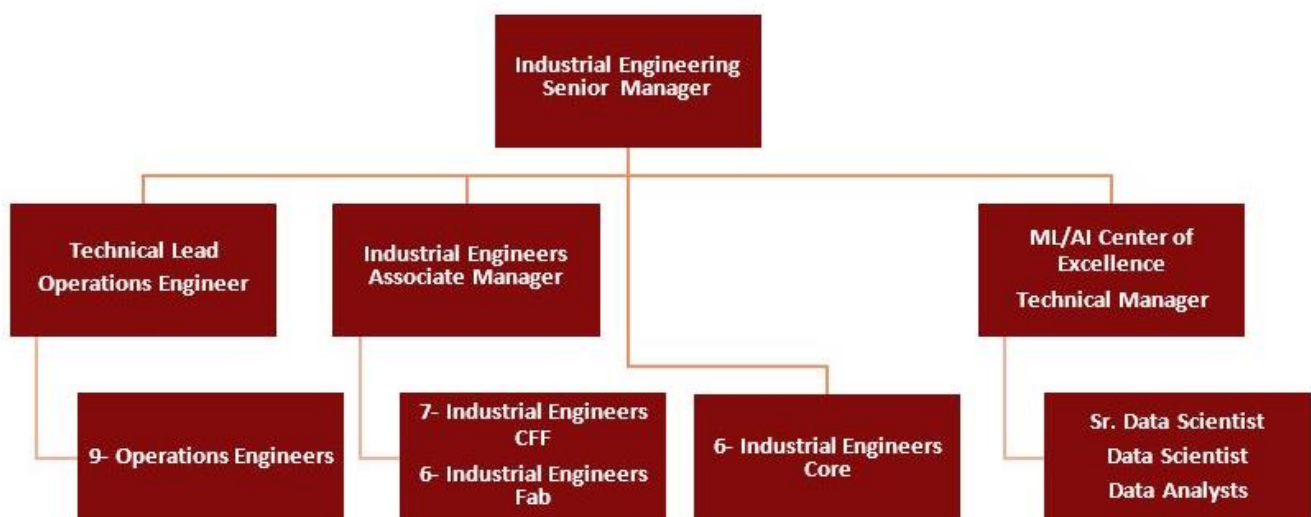 Industrial Engineering
Senior Manager
Technical Lead
Operations Engineer
Industrial Engineers
Associate Manager
ML/AI Center of
Excellence
Technical Manager
9- Operations Engineers
7- Industrial Engineers
CFF
6- Industrial Engineers
Fab
6- Industrial Engineers
Core
Sr. Data Scientist
Data Scientist
Data Analysts